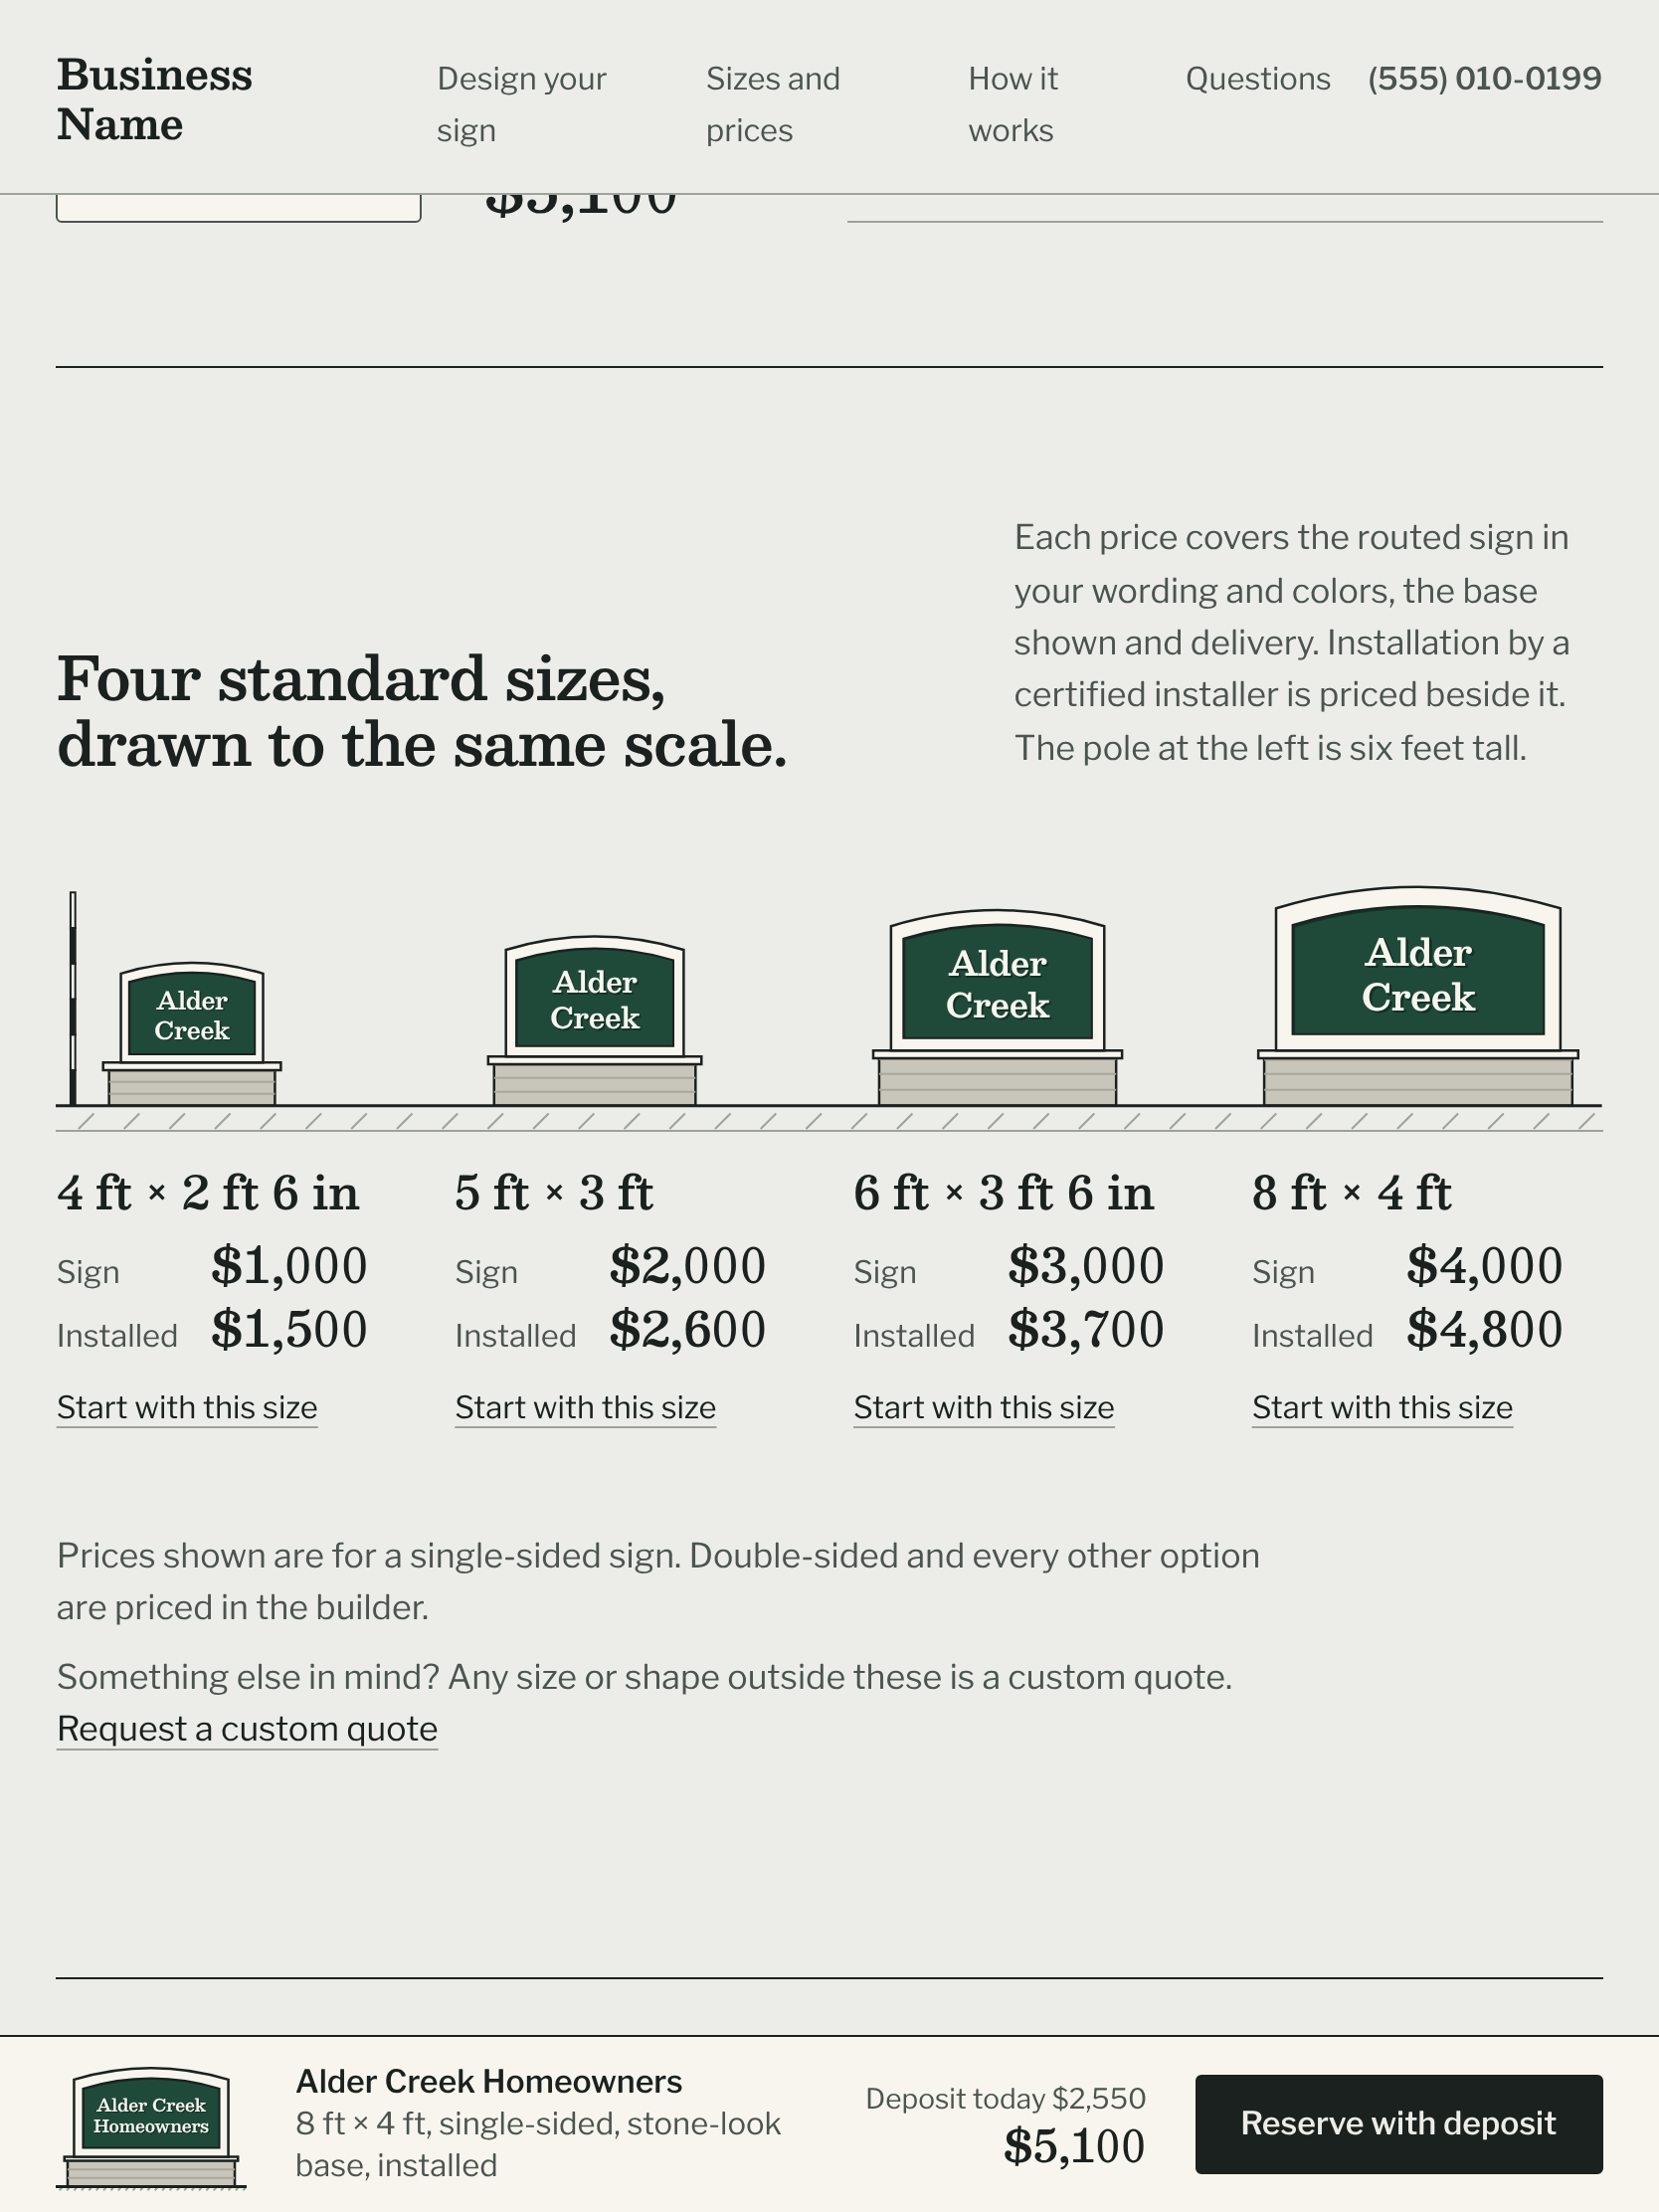 Business
Name
Design your
sign
Sizes and
prices
How it
works
Questions
(555) 010-0199
$5,100
Four standard sizes,
drawn to the same scale.
Each price covers the routed sign in
your wording and colors, the base
shown and delivery. Installation by a
certified installer is priced beside it.
The pole at the left is six feet tall.
Alder
Creek
Alder
Creek
Alder
Creek
Alder
Creek
4 ft × 2 ft 6 in
Sign $1,000
Installed $1,500
Start with this size
5 ft × 3 ft
Sign $2,000
Installed $2,600
Start with this size
6 ft × 3 ft 6 in
Sign $3,000
Installed $3,700
Start with this size
8 ft × 4 ft
Sign $4,000
Installed $4,800
Start with this size
Prices shown are for a single-sided sign. Double-sided and every other option
are priced in the builder.
Something else in mind? Any size or shape outside these is a custom quote.
Request a custom quote
Alder Creek
Homeowners
Alder Creek Homeowners
8 ft × 4 ft, single-sided, stone-look
base, installed
Deposit today $2,550
$5,100
Reserve with deposit